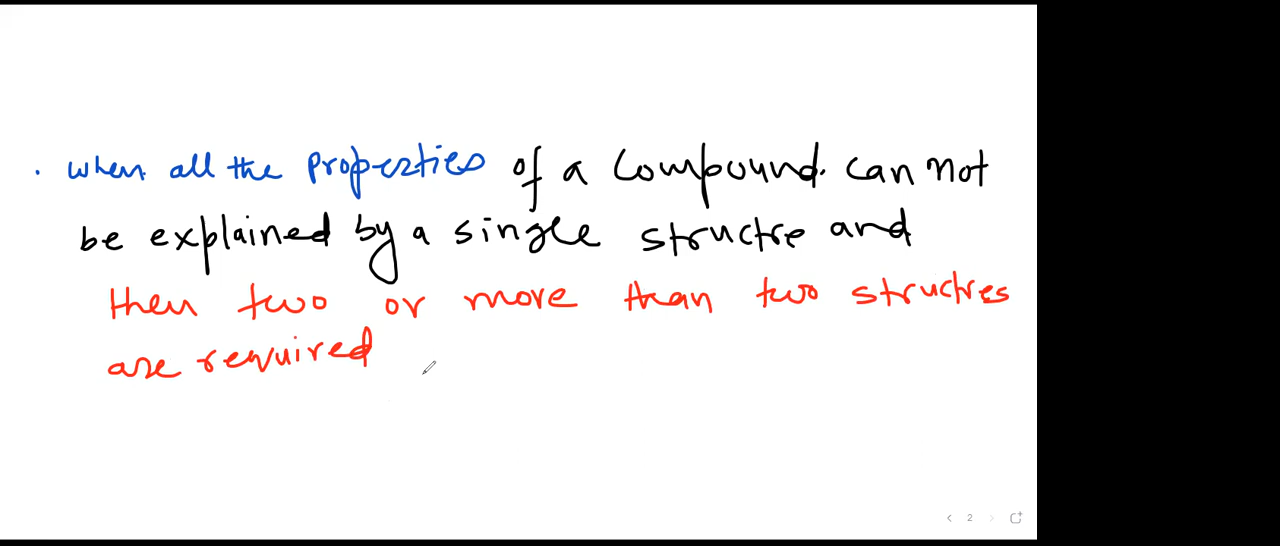 . when all the properties of a compound. can not
be explained by a single structre and
then two or more than two structres
are required
2